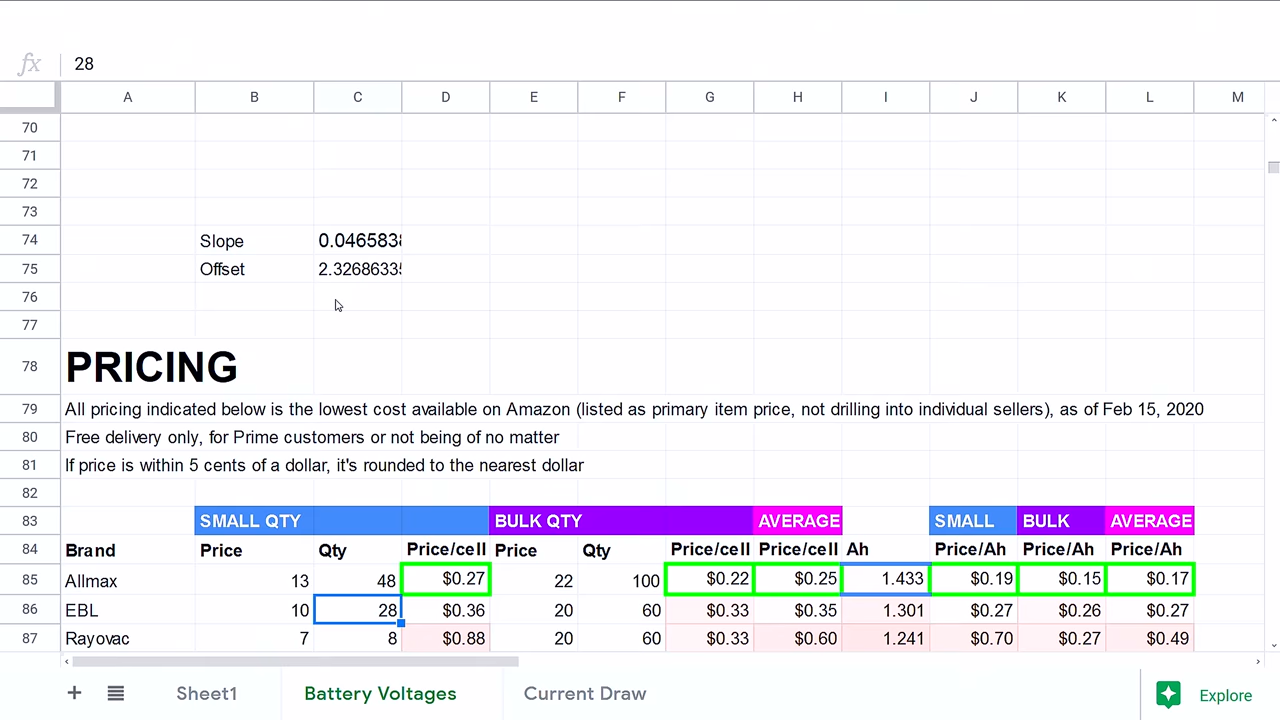 fx 28
A B C D E F G H I J K L M
70
71
72
73
74 Slope 0.0465838
75 Offset 2.3268633
76
77
78 PRICING
79 All pricing indicated below is the lowest cost available on Amazon (listed as primary item price, not drilling into individual sellers), as of Feb 15, 2020
80 Free delivery only, for Prime customers or not being of no matter
81 If price is within 5 cents of a dollar, it's rounded to the nearest dollar
82
83 SMALL QTY BULK QTY AVERAGE SMALL BULK AVERAGE
84 Brand Price Qty Price/cell Price Qty Price/cell Price/cell Ah Price/Ah Price/Ah Price/Ah
85 Allmax 13 48 $0.27 22 100 $0.22 $0.25 1.433 $0.19 $0.15 $0.17
86 EBL 10 28 $0.36 20 60 $0.33 $0.35 1.301 $0.27 $0.26 $0.27
87 Rayovac 7 8 $0.88 20 60 $0.33 $0.60 1.241 $0.70 $0.27 $0.49
Sheet1 Battery Voltages Current Draw Explore